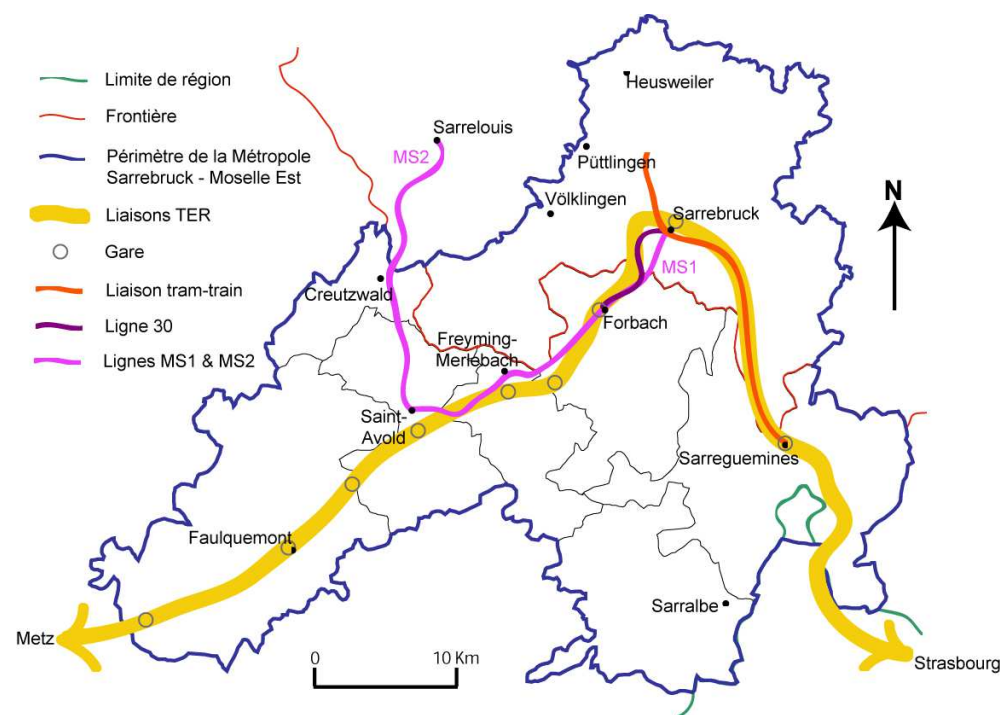 Limite de région
Frontière
Périmètre de la Métropole
Sarrebruck - Moselle Est
Liaisons TER
Gare
Liaison tram-train
Ligne 30
Lignes MS1 & MS2
Heusweiler
Sarrelouis
MS2
Püttlingen
Völklingen
N
Sarrebruck
MS1
Creutzwald
Forbach
Freyming-
Merlebach
Saint-
Avold
Sarreguemines
Faulquemont
Sarralbe
Metz
0 10 Km
Strasbourg